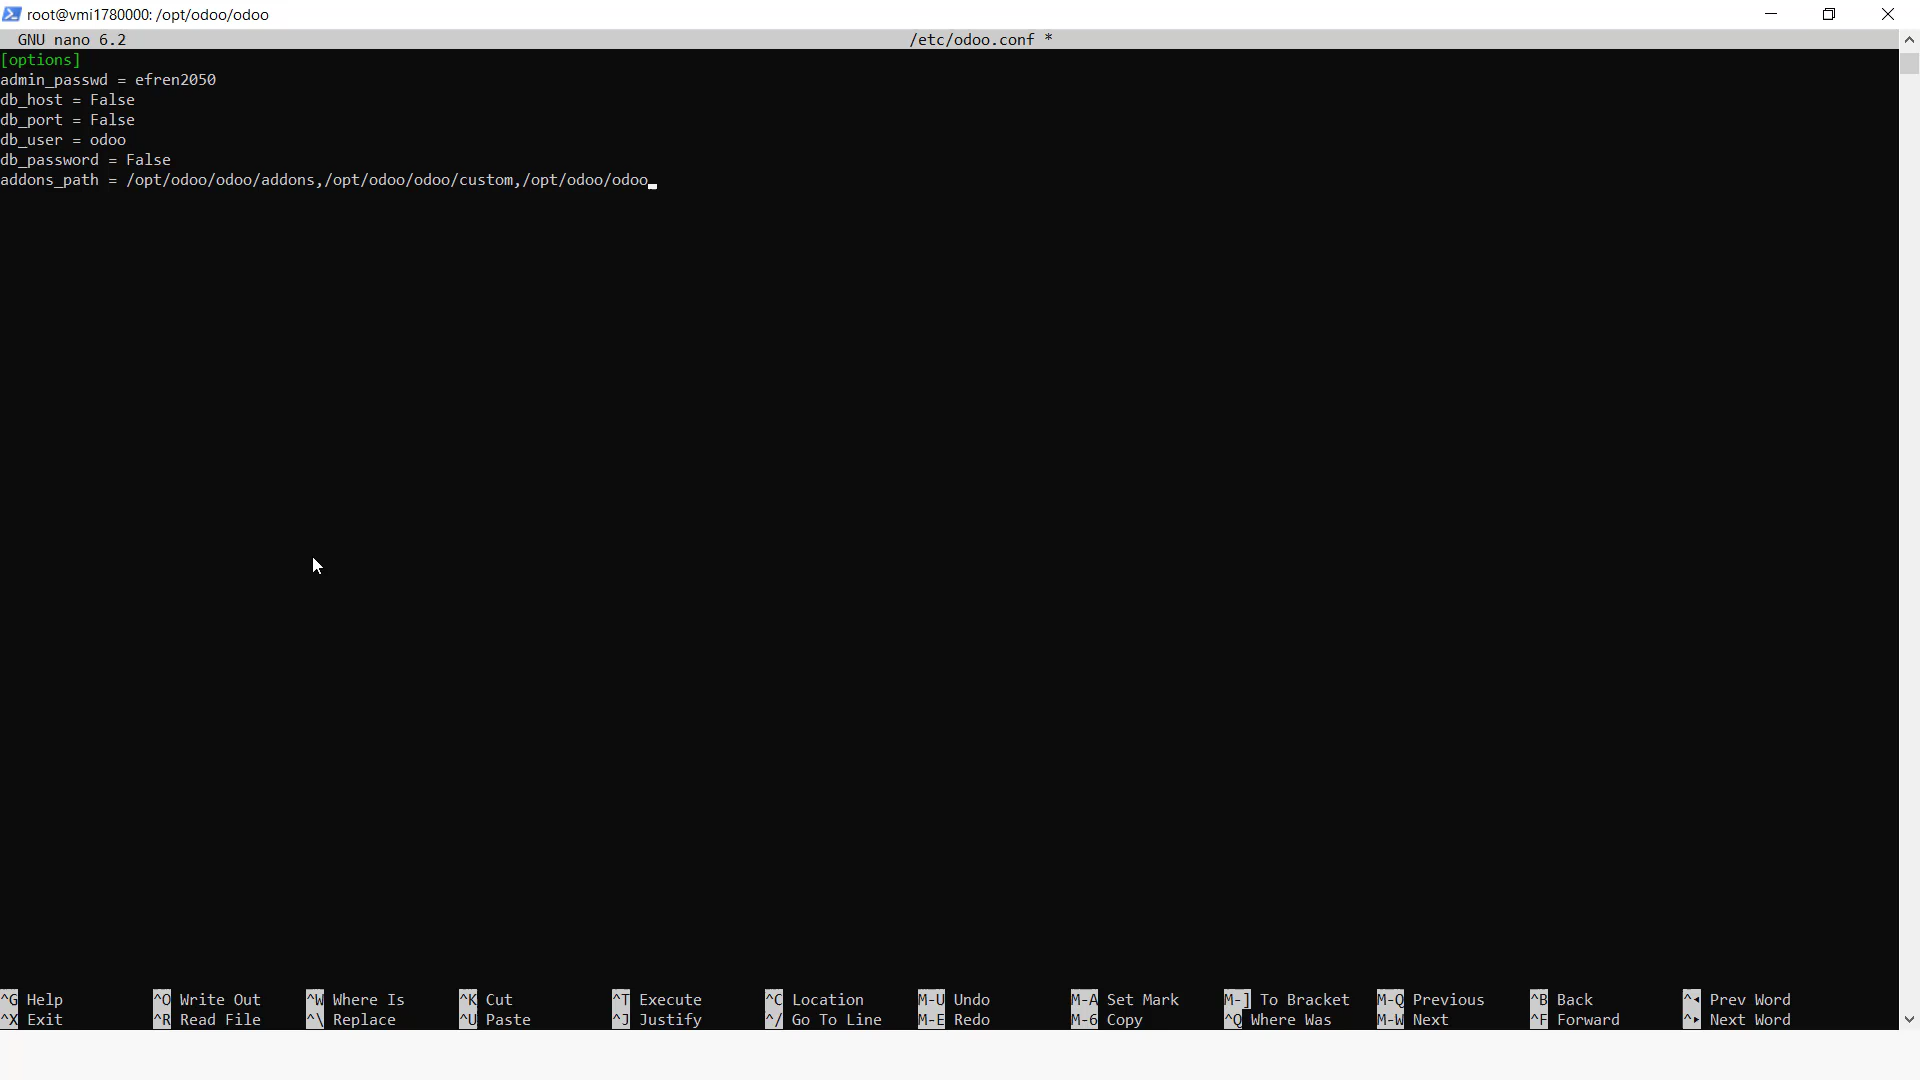 root@vmi1780000: /opt/odoo/odoo
GNU nano 6.2 /etc/odoo.conf *
[options]
admin_passwd = efren2050
db_host = False
db_port = False
db_user = odoo
db_password = False
addons_path = /opt/odoo/odoo/addons,/opt/odoo/odoo/custom,/opt/odoo/odoo
^G Help ^O Write Out ^W Where Is ^K Cut ^T Execute ^C Location M-U Undo M-A Set Mark M-] To Bracket M-Q Previous ^B Back ^◂ Prev Word
^X Exit ^R Read File ^\ Replace ^U Paste ^J Justify ^/ Go To Line M-E Redo M-6 Copy ^Q Where Was M-W Next ^F Forward ^▸ Next Word